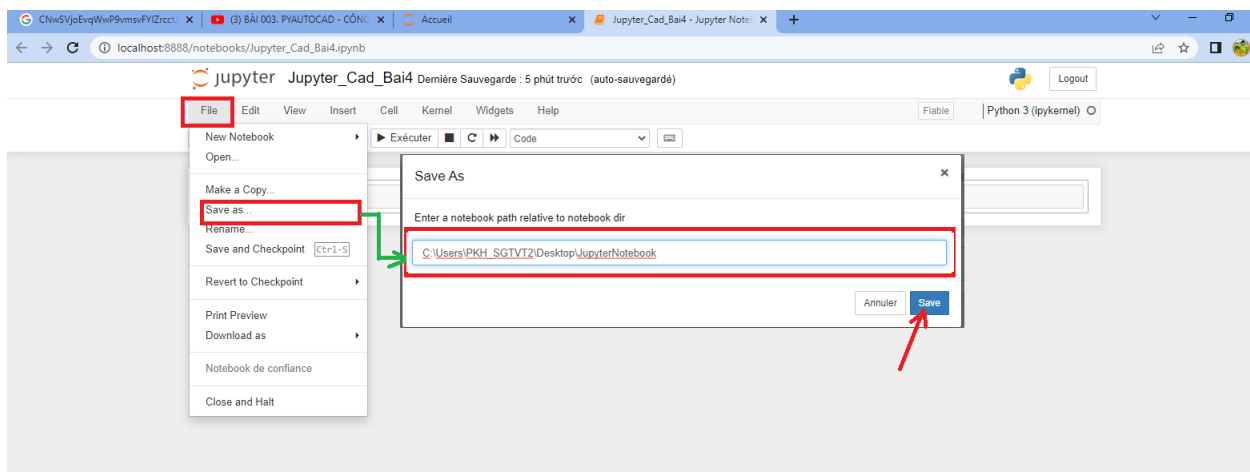 CNwSVjoEvqWwP9vmsvFYIZrcct
(3) BÀI 003. PYAUTOCAD - CÔNG
Accueil
Jupyter_Cad_Bai4 - Jupyter Note
localhost:8888/notebooks/Jupyter_Cad_Bai4.ipynb
jupyter Jupyter_Cad_Bai4 Dernière Sauvegarde : 5 phút trước (auto-sauvegardé)
Logout
File Edit View Insert Cell Kernel Widgets Help
Fiable
Python 3 (ipykernel)
Exécuter
Code
New Notebook
Open...
Make a Copy...
Save as...
Rename...
Save and Checkpoint Ctrl-S
Revert to Checkpoint
Print Preview
Download as
Notebook de confiance
Close and Halt
Save As
Enter a notebook path relative to notebook dir
C:\Users\PKH_SGTVT2\Desktop\JupyterNotebook
Annuler
Save